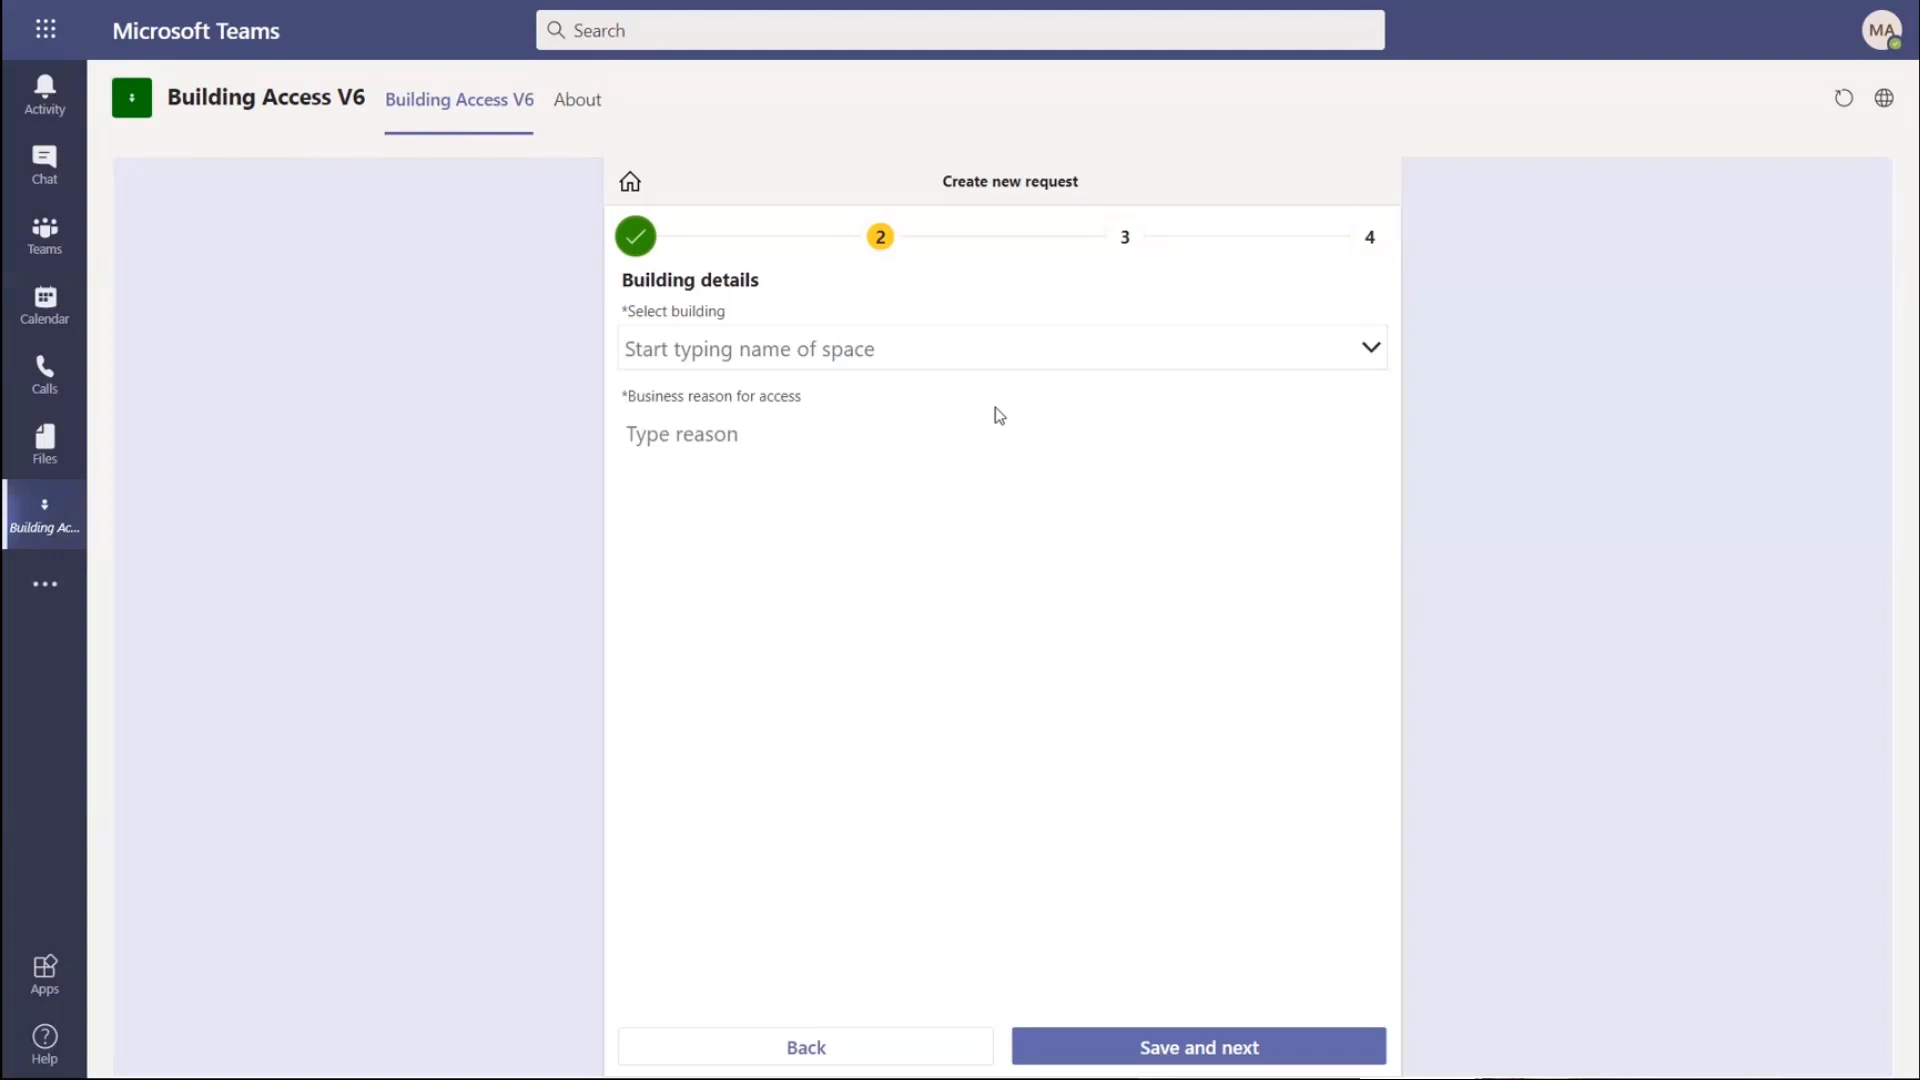 Microsoft Teams
Search
MA
Activity
Chat
Teams
Calendar
Calls
Files
Building Ac...
Apps
Help
Building Access V6
Building Access V6
About
Create new request
2
3
4
Building details
*Select building
Start typing name of space
*Business reason for access
Type reason
Back
Save and next